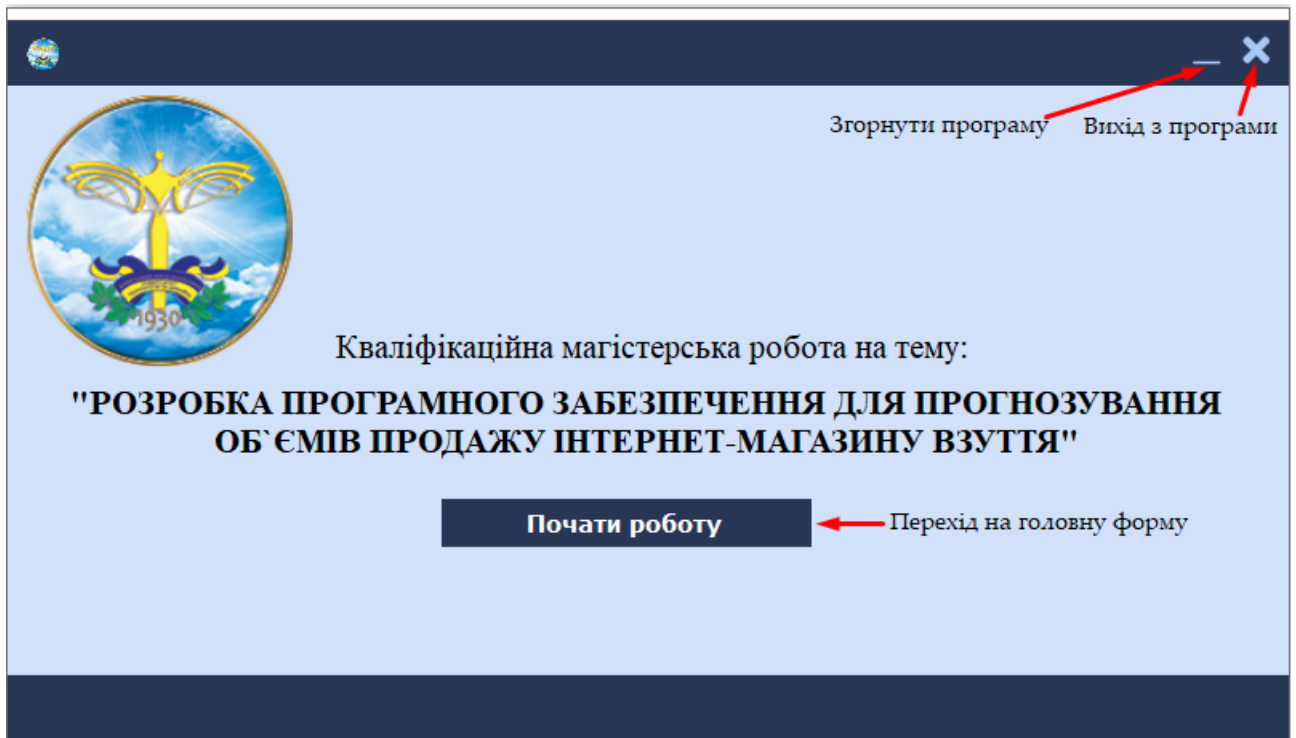 Згорнути програму Вихід з програми
1930
Кваліфікаційна магістерська робота на тему:
"РОЗРОБКА ПРОГРАМНОГО ЗАБЕЗПЕЧЕННЯ ДЛЯ ПРОГНОЗУВАННЯ
ОБ`ЄМІВ ПРОДАЖУ ІНТЕРНЕТ-МАГАЗИНУ ВЗУТТЯ"
Почати роботу Перехід на головну форму